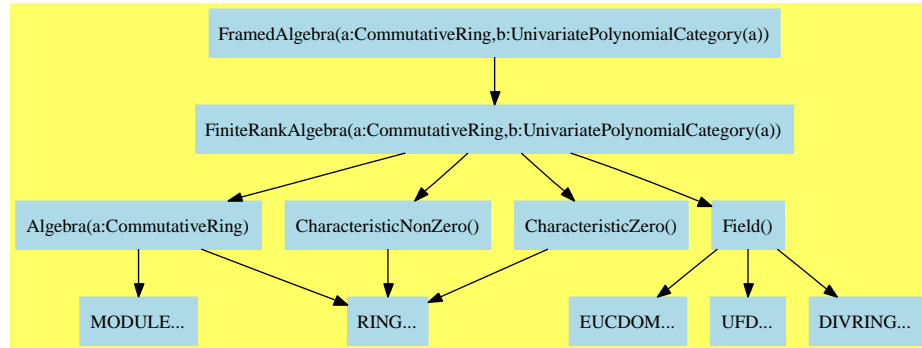 FramedAlgebra(a:CommutativeRing,b:UnivariatePolynomialCategory(a))
FiniteRankAlgebra(a:CommutativeRing,b:UnivariatePolynomialCategory(a))
Algebra(a:CommutativeRing)
CharacteristicNonZero()
CharacteristicZero()
Field()
MODULE...
RING...
EUCDOM...
UFD...
DIVRING...